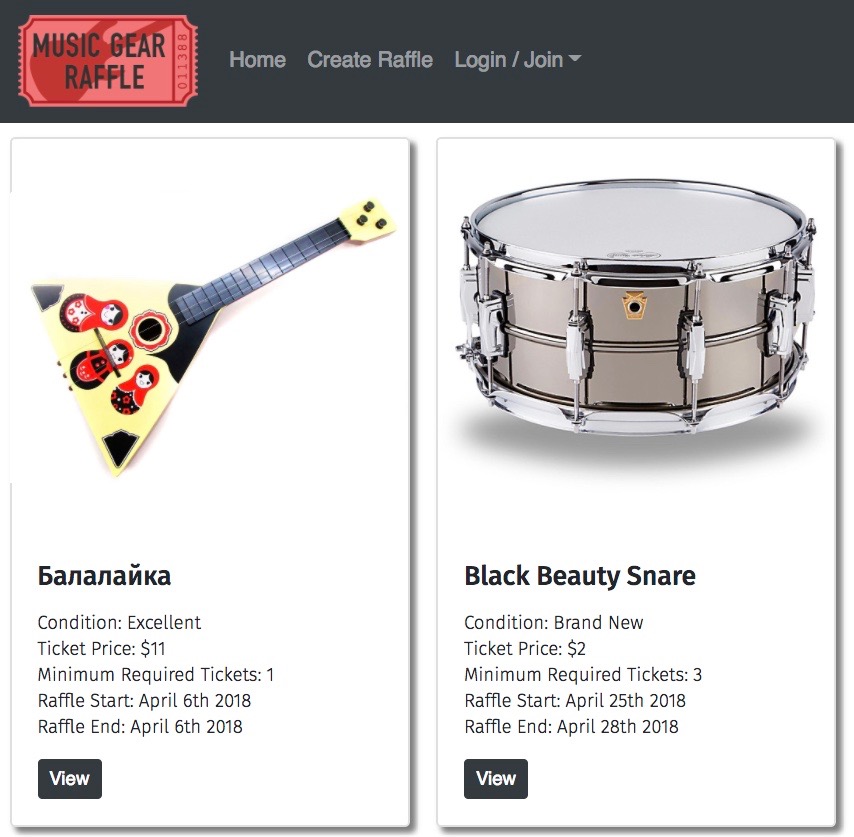 MUSIC GEAR
RAFFLE
011388
Home
Create Raffle
Login / Join
Балалайка
Condition: Excellent
Ticket Price: $11
Minimum Required Tickets: 1
Raffle Start: April 6th 2018
Raffle End: April 6th 2018
View
Black Beauty Snare
Condition: Brand New
Ticket Price: $2
Minimum Required Tickets: 3
Raffle Start: April 25th 2018
Raffle End: April 28th 2018
View